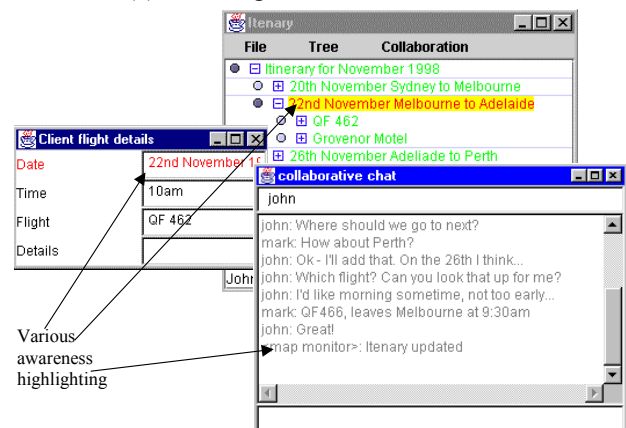 Itenary
File Tree Collaboration
Itinerary for November 1998
20th November Sydney to Melbourne
22nd November Melbourne to Adelaide
QF 462
Grovenor Motel
26th November Adeliade to Perth
Client flight details
Date 22nd November 19
Time 10am
Flight QF 462
Details
John
collaborative chat
john
john: Where should we go to next?
mark: How about Perth?
john: Ok - I'll add that. On the 26th I think...
john: Which flight? Can you look that up for me?
john: I'd like morning sometime, not too early...
mark: QF466, leaves Melbourne at 9:30am
john: Great!
<map monitor>: Itenary updated
Various
awareness
highlighting